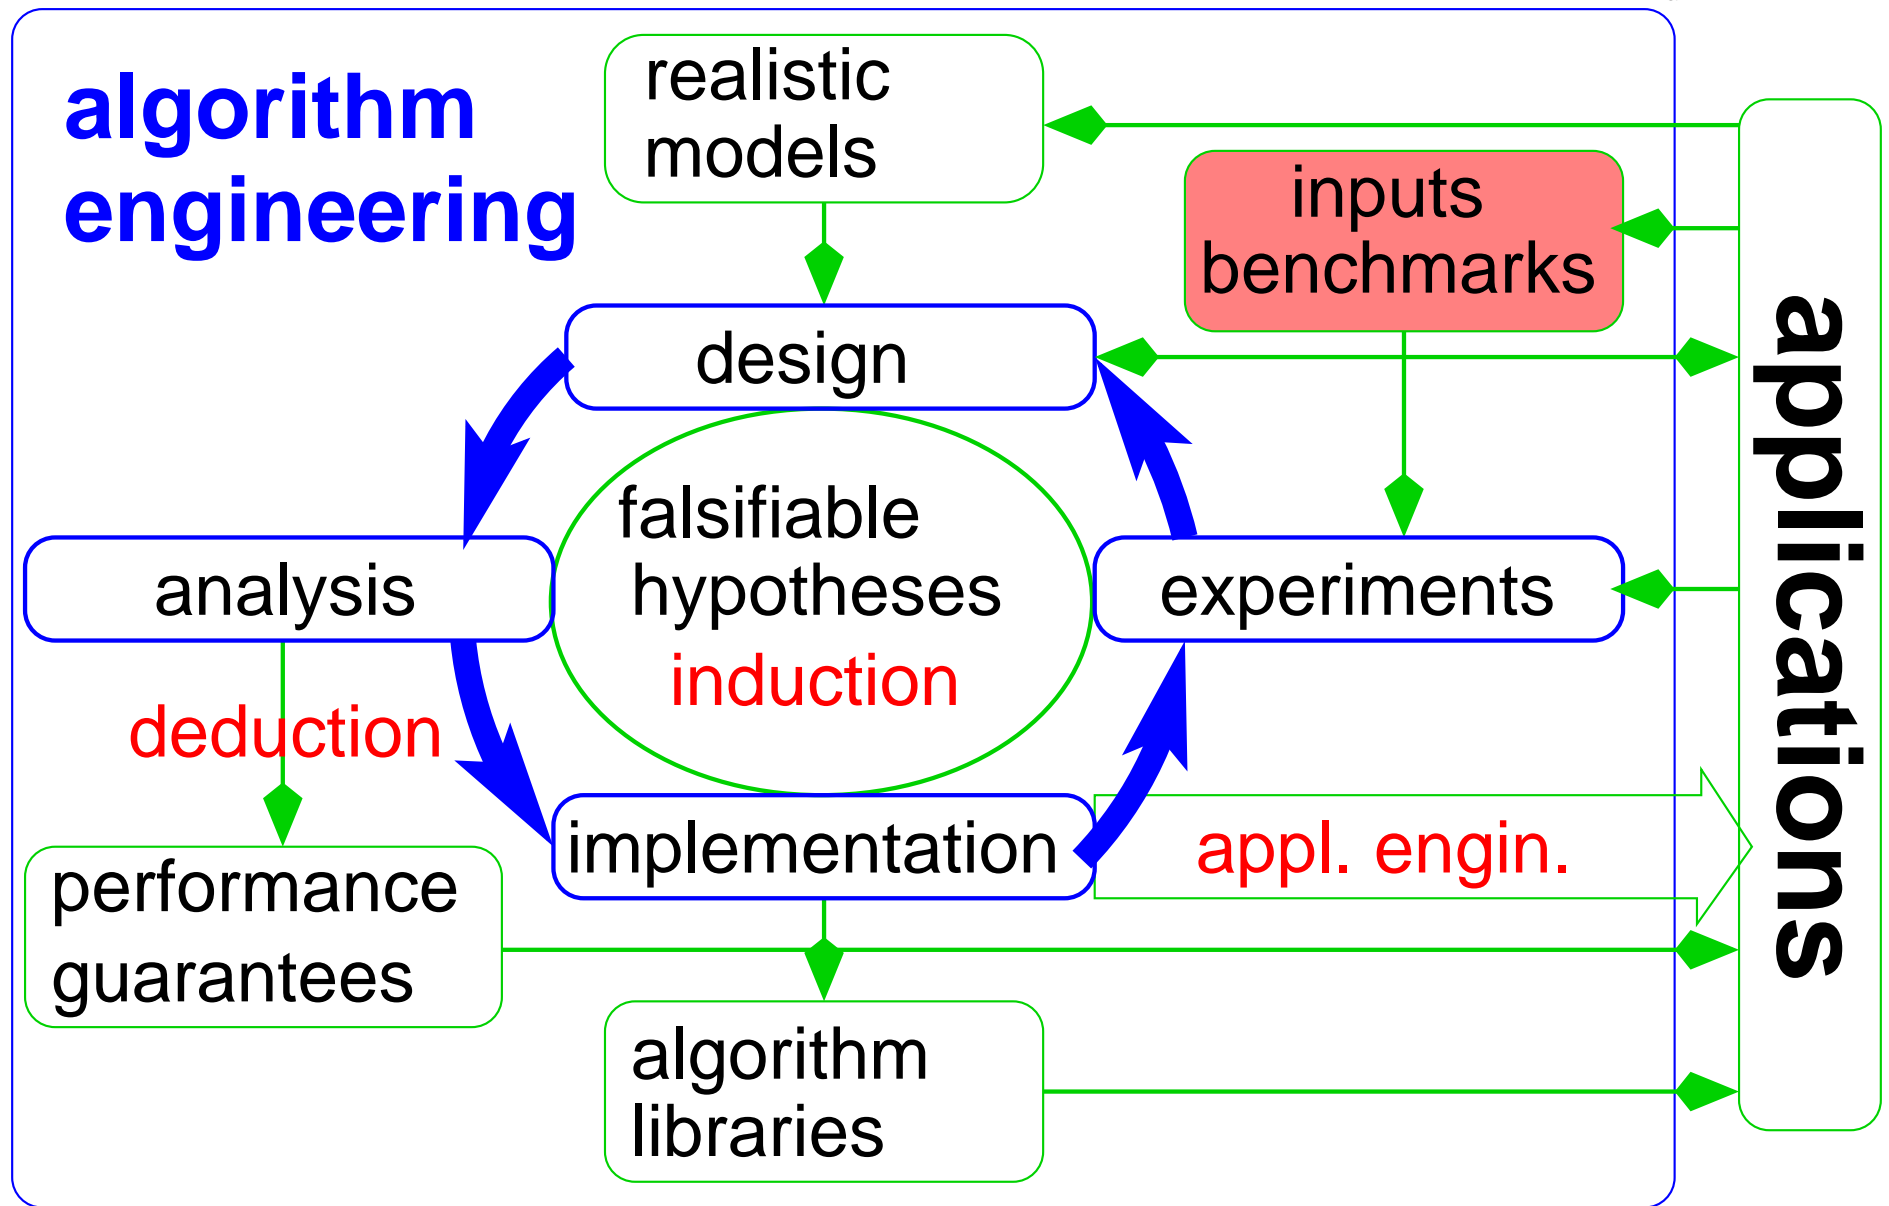 algorithm
engineering
realistic
models
inputs
benchmarks
design
falsifiable
hypotheses
induction
analysis
experiments
deduction
implementation
appl. engin.
performance
guarantees
algorithm
libraries
applications